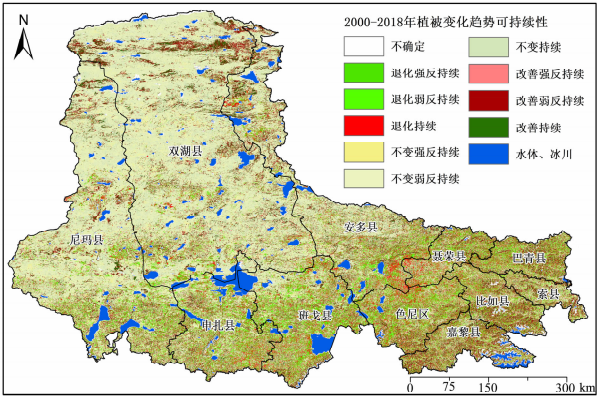 N
2000-2018年植被变化趋势可持续性
不确定
退化强反持续
退化弱反持续
退化持续
不变强反持续
不变弱反持续
不变持续
改善强反持续
改善弱反持续
改善持续
水体、冰川
双湖县
尼玛县
安多县
聂荣县
巴青县
索县
比如县
色尼区
嘉黎县
班戈县
申扎县
0 75 150 300 km